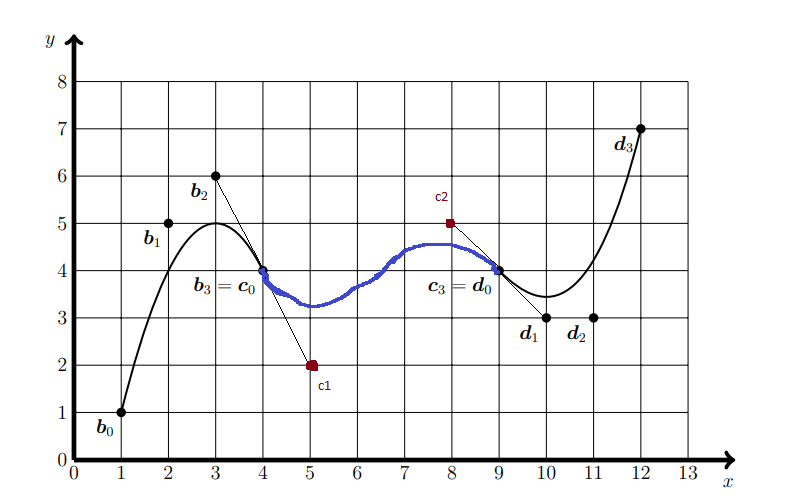 y
8
7
6
5
4
3
2
1
0
b₂
b₁
b₃ = c₀
b₀
c2
c₃ = d₀
c1
d₃
d₁
d₂
0 1 2 3 4 5 6 7 8 9 10 11 12 13
x